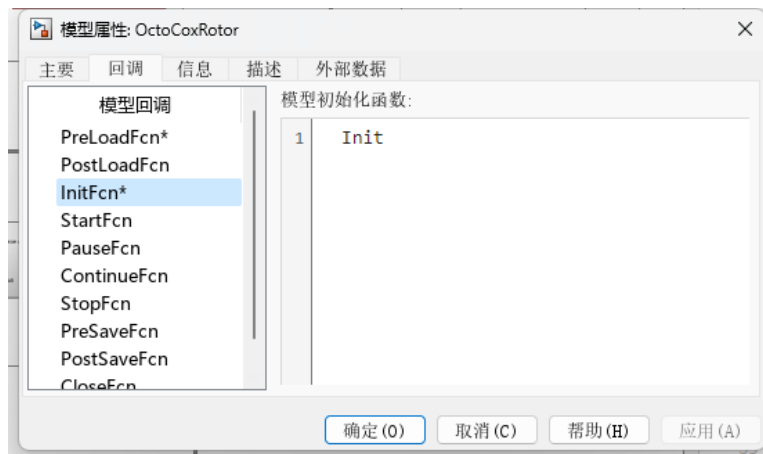 模型属性: OctoCoxRotor
主要 回调 信息 描述 外部数据
模型回调
PreLoadFcn*
PostLoadFcn
InitFcn*
StartFcn
PauseFcn
ContinueFcn
StopFcn
PreSaveFcn
PostSaveFcn
CloseFcn
模型初始化函数:
1 Init
确定(O) 取消(C) 帮助(H) 应用(A)